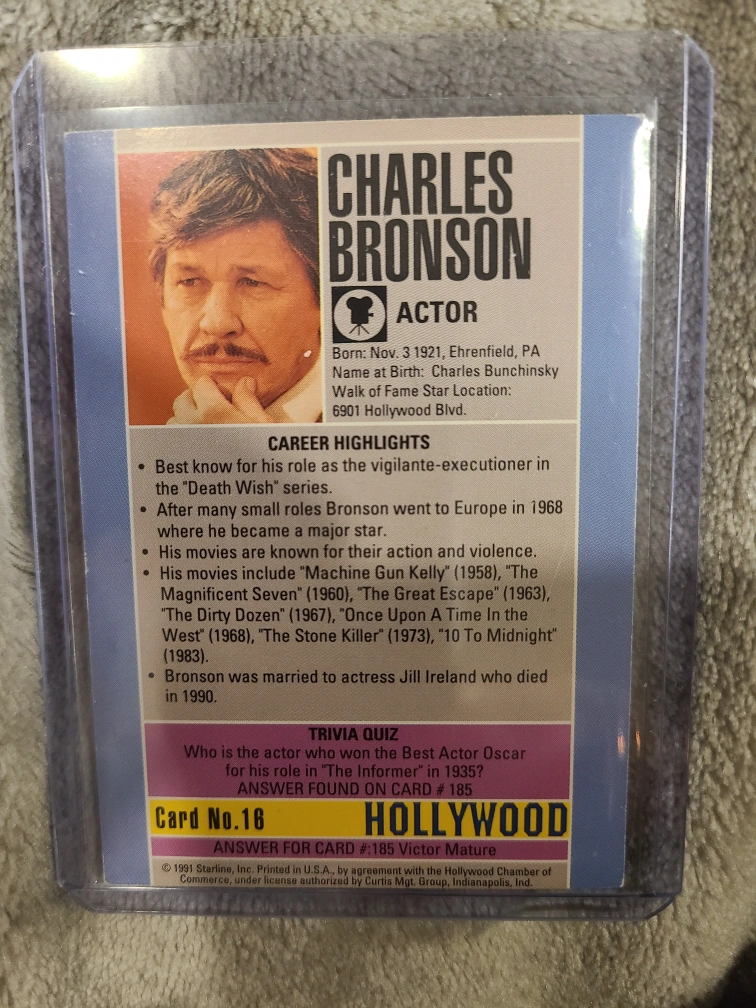 CHARLES
BRONSON
ACTOR
Born: Nov. 3 1921, Ehrenfield, PA
Name at Birth: Charles Bunchinsky
Walk of Fame Star Location:
6901 Hollywood Blvd.
CAREER HIGHLIGHTS
• Best know for his role as the vigilante-executioner in
the "Death Wish" series.
• After many small roles Bronson went to Europe in 1968
where he became a major star.
• His movies are known for their action and violence.
• His movies include "Machine Gun Kelly" (1958), "The
Magnificent Seven" (1960), "The Great Escape" (1963),
"The Dirty Dozen" (1967), "Once Upon A Time In the
West" (1968), "The Stone Killer" (1973), "10 To Midnight"
(1983).
• Bronson was married to actress Jill Ireland who died
in 1990.
TRIVIA QUIZ
Who is the actor who won the Best Actor Oscar
for his role in "The Informer" in 1935?
ANSWER FOUND ON CARD # 185
Card No.16 HOLLYWOOD
ANSWER FOR CARD #:185 Victor Mature
© 1991 Starline, Inc. Printed in U.S.A., by agreement with the Hollywood Chamber of
Commerce, under license authorized by Curtis Mgt. Group, Indianapolis, Ind.